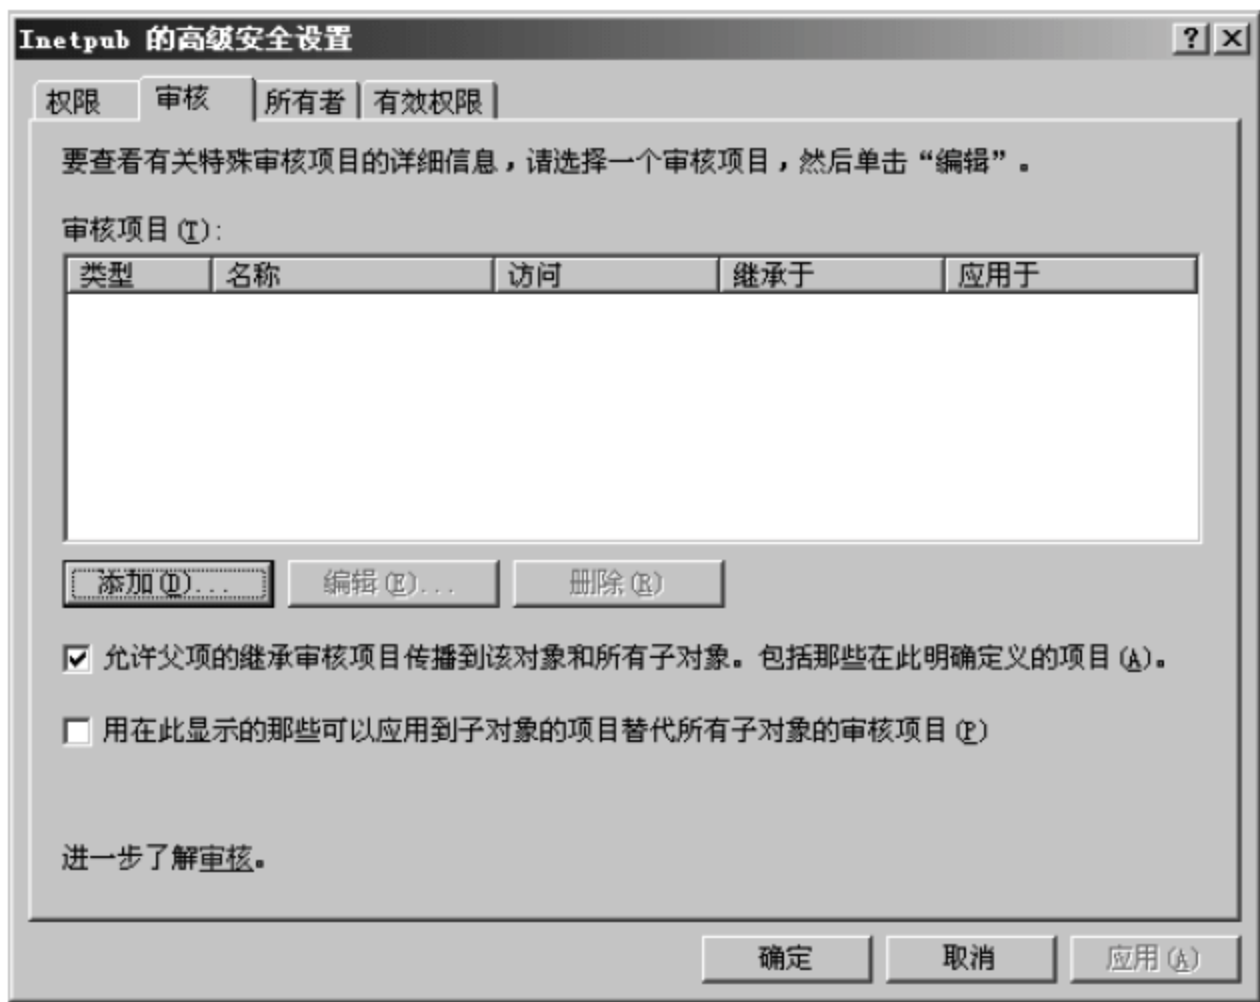 Inetpub 的高级安全设置
权限 审核 所有者 有效权限
要查看有关特殊审核项目的详细信息，请选择一个审核项目，然后单击“编辑”。
审核项目(T):
类型 名称 访问 继承于 应用于
添加(D)... 编辑(E)... 删除(R)
允许父项的继承审核项目传播到该对象和所有子对象。包括那些在此明确定义的项目(A)。
用在此显示的那些可以应用到子对象的项目替代所有子对象的审核项目(P)
进一步了解审核。
确定 取消 应用(A)